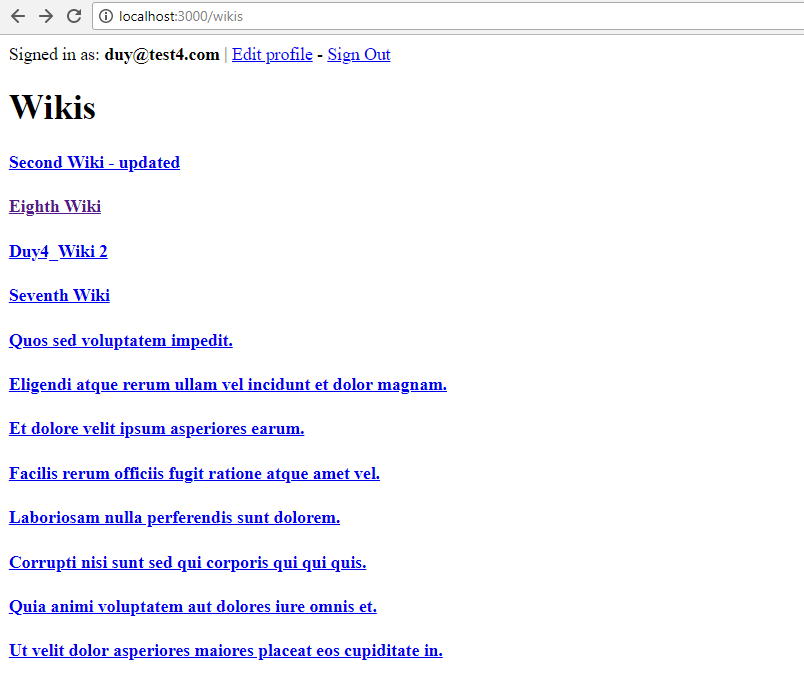 localhost:3000/wikis
Signed in as: duy@test4.com | Edit profile - Sign Out
Wikis
Second Wiki - updated
Eighth Wiki
Duy4_Wiki 2
Seventh Wiki
Quos sed voluptatem impedit.
Eligendi atque rerum ullam vel incidunt et dolor magnam.
Et dolore velit ipsum asperiores earum.
Facilis rerum officiis fugit ratione atque amet vel.
Laboriosam nulla perferendis sunt dolorem.
Corrupti nisi sunt sed qui corporis qui qui quis.
Quia animi voluptatem aut dolores iure omnis et.
Ut velit dolor asperiores maiores placeat eos cupiditate in.